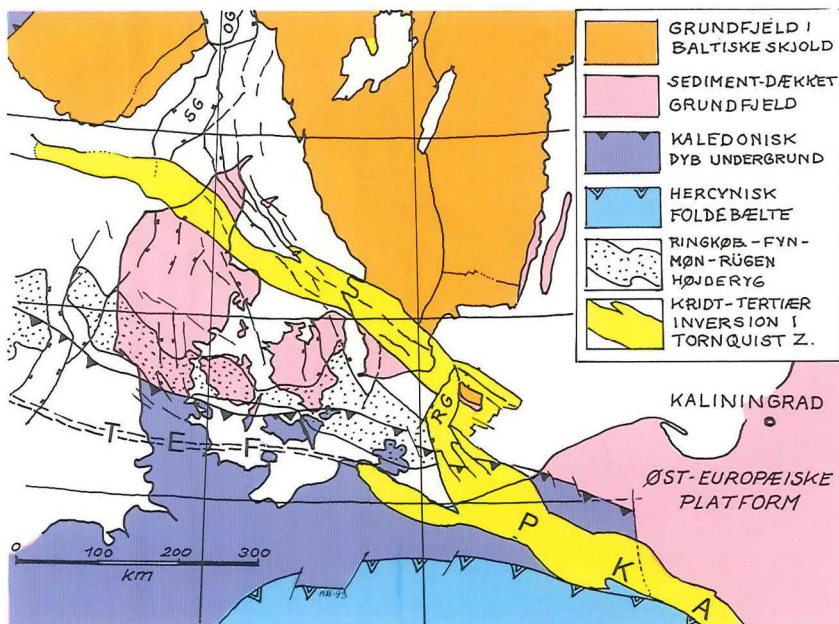 GRUNDFJELD I
BALTISKE SKJOLD
SEDIMENT-DÆKKET
GRUNDFJELD
KALEDONISK
DYB UNDERGRUND
HERCYNISK
FOLDEBÆLTE
RINGKØB-FYN-
MØN-RÜGEN
HØJDERYG
KRIDT-TERTIÆR
INVERSION I
TORNQUIST Z.
OG
SG
RG
KALININGRAD
ØST-EUROPÆISKE
PLATFORM
T E F
P K A
0 100 200 300
km